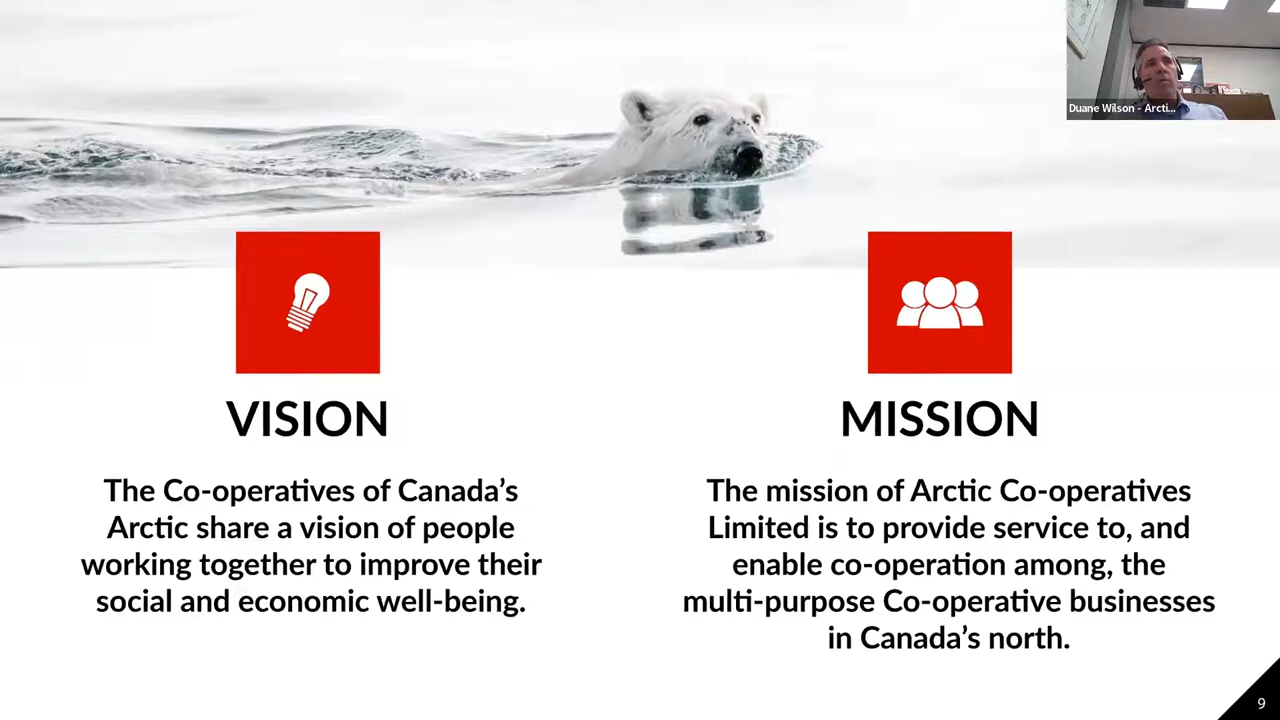 Duane Wilson - Arcti...
VISION
The Co-operatives of Canada's
Arctic share a vision of people
working together to improve their
social and economic well-being.
MISSION
The mission of Arctic Co-operatives
Limited is to provide service to, and
enable co-operation among, the
multi-purpose Co-operative businesses
in Canada's north.
9